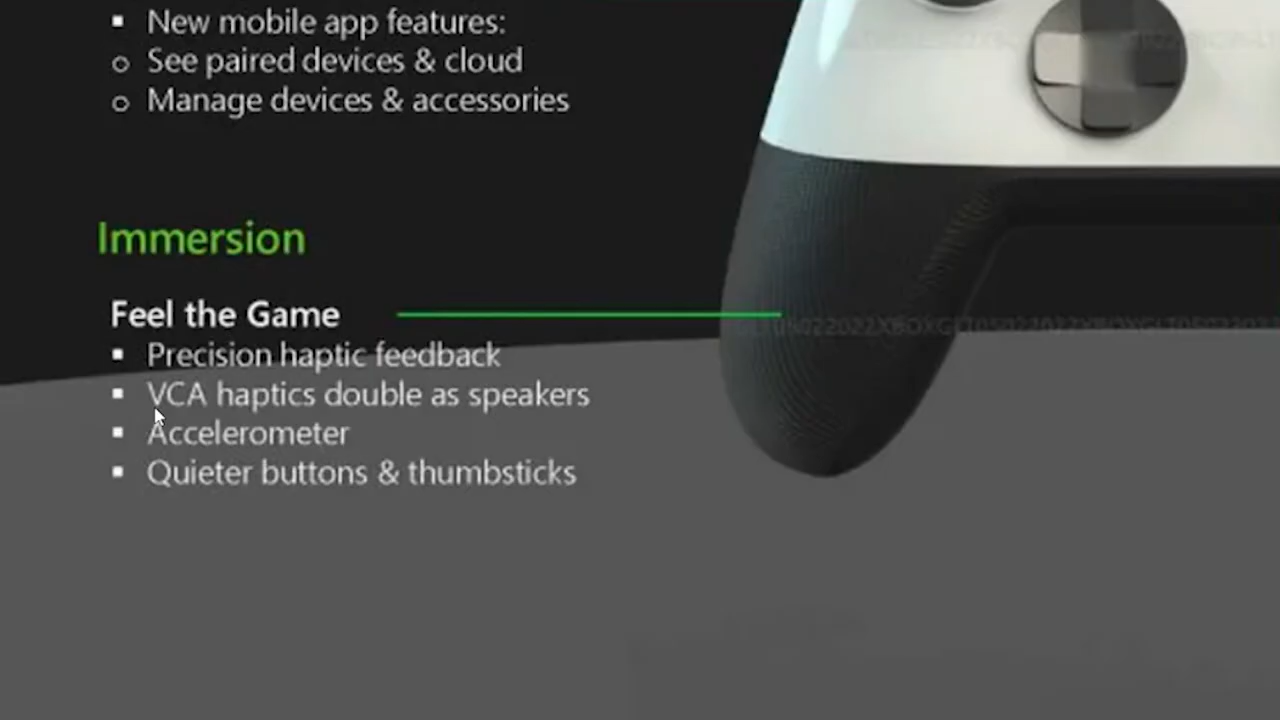 New mobile app features:
See paired devices & cloud
Manage devices & accessories
Immersion
Feel the Game
Precision haptic feedback
VCA haptics double as speakers
Accelerometer
Quieter buttons & thumbsticks